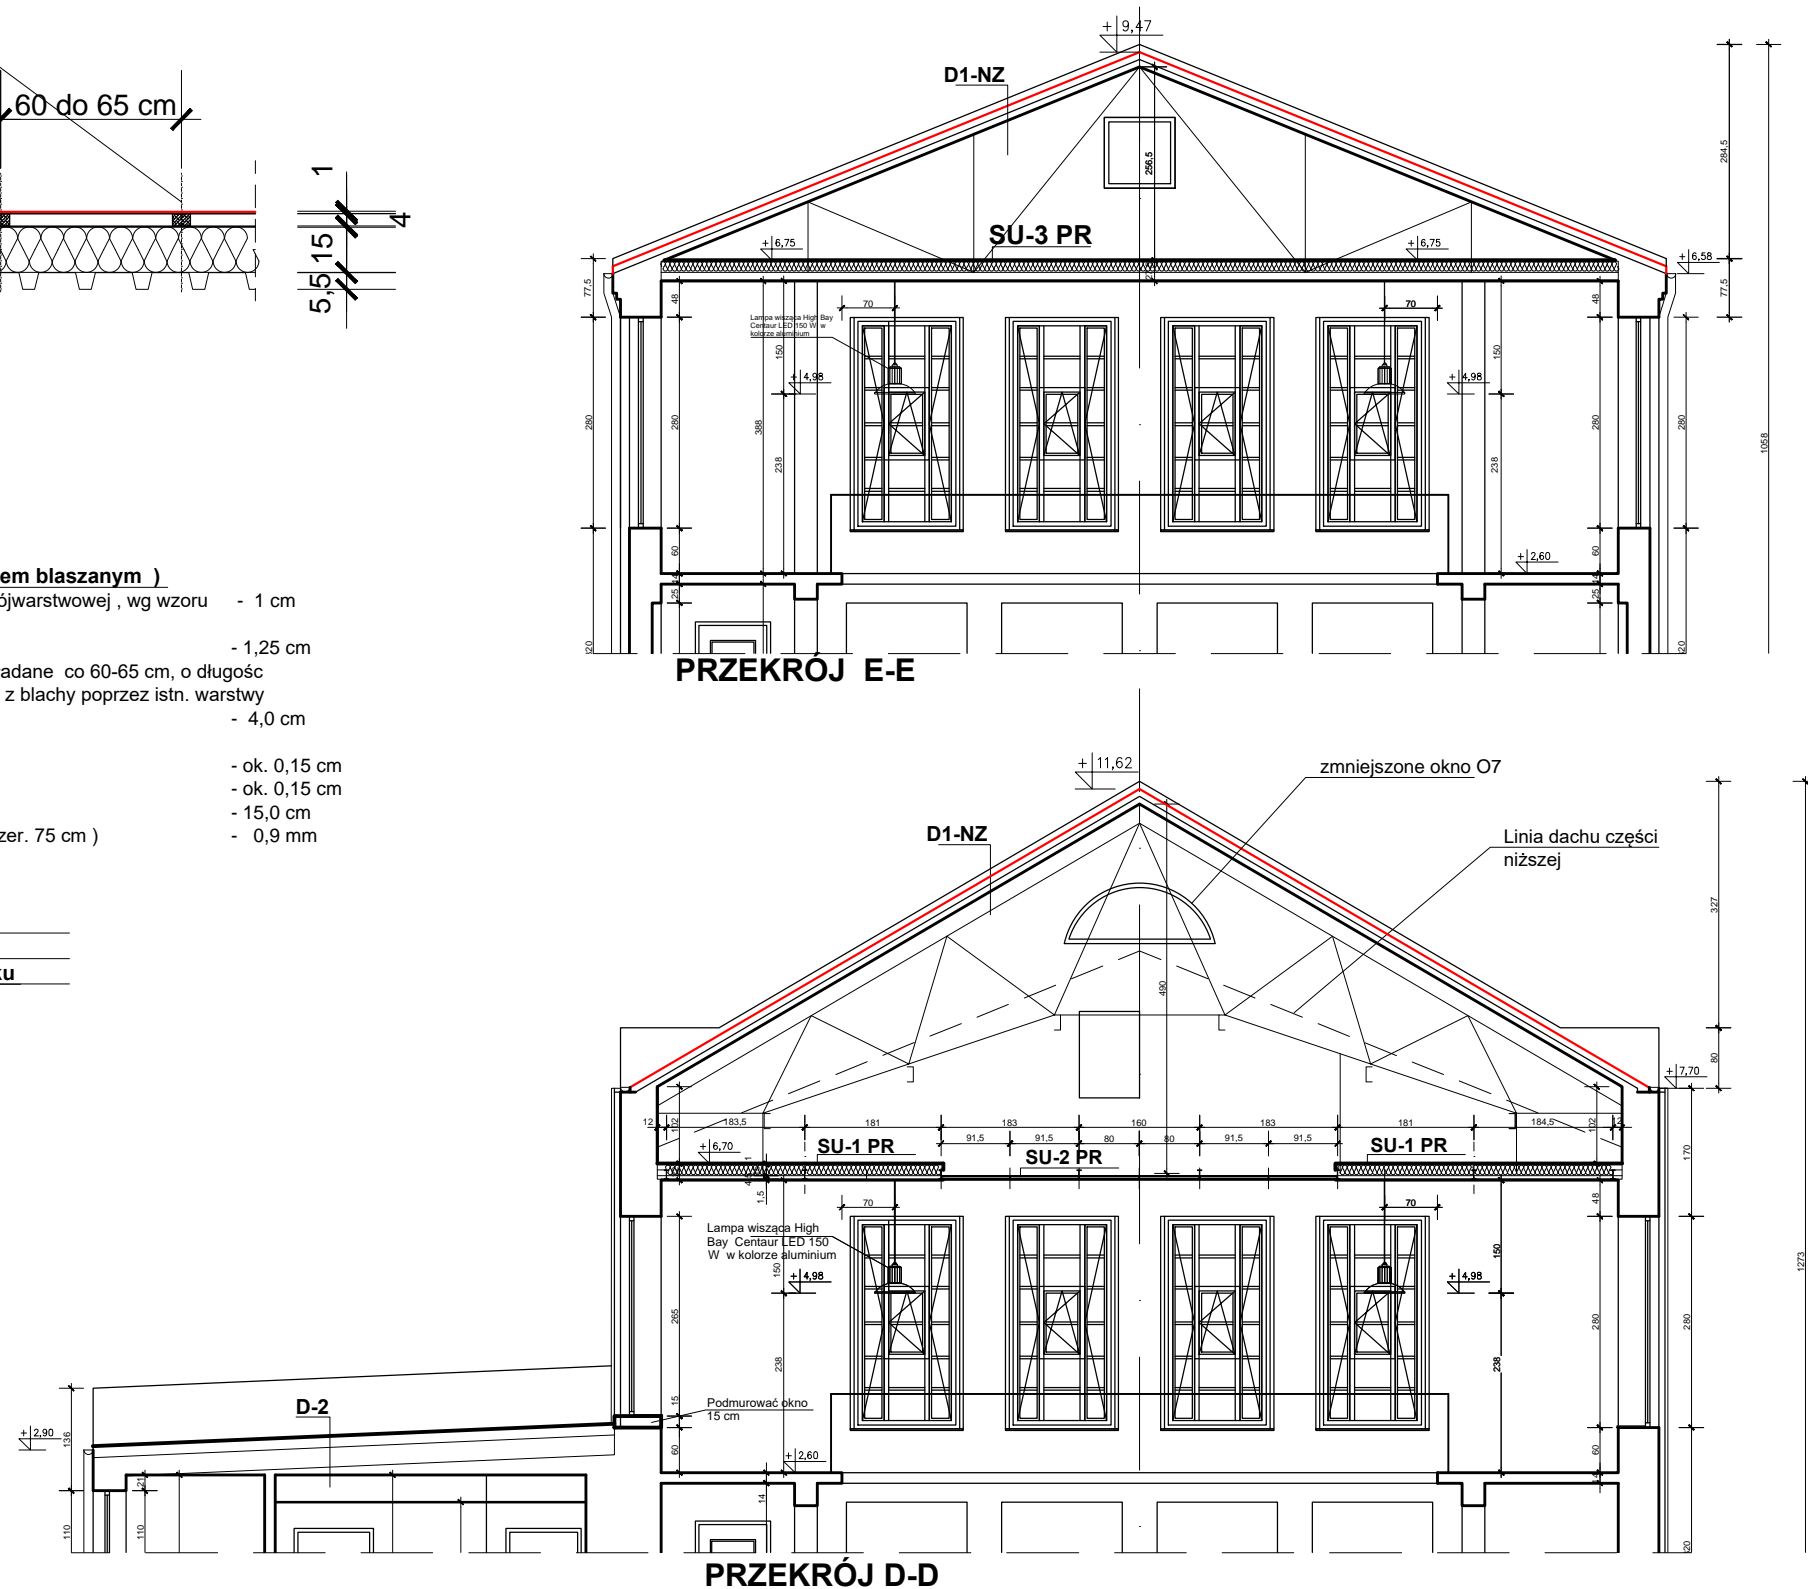 60 do 65 cm
1
4
15
5,5
em blaszanym )
ójwarstwowej , wg wzoru - 1 cm
- 1,25 cm
adane co 60-65 cm, o długośc
z blachy poprzez istn. warstwy
- 4,0 cm
- ok. 0,15 cm
- ok. 0,15 cm
- 15,0 cm
zer. 75 cm ) - 0,9 mm
ku
+ 9,47
D1-NZ
256,5
284,5
SU-3 PR
+ 6,75
+ 6,75
+ 6,58
77,5
48
48
77,5
70
70
Lampa wisząca High Bay
Centaur LED 150 W w
kolorze aluminium
150
150
+ 4,98
+ 4,98
280
280
388
238
238
280
280
1058
60
60
+ 2,60
14
25
25
PRZEKRÓJ E-E
+ 11,62
zmniejszone okno O7
D1-NZ
Linia dachu części
niższej
327
490
80
+ 7,70
12
102
183,5
181
183
160
183
181
184,5
102
12
91,5
91,5
80
80
91,5
91,5
+ 6,70
SU-1 PR
SU-2 PR
SU-1 PR
170
1,5
48
70
70
Lampa wisząca High
Bay Centaur LED 150
W w kolorze aluminium
150
150
+ 4,98
+ 4,98
265
238
238
280
280
1273
15
Podmurować okno
15 cm
D-2
+ 2,90
136
60
60
+ 2,60
21
14
110
110
PRZEKRÓJ D-D